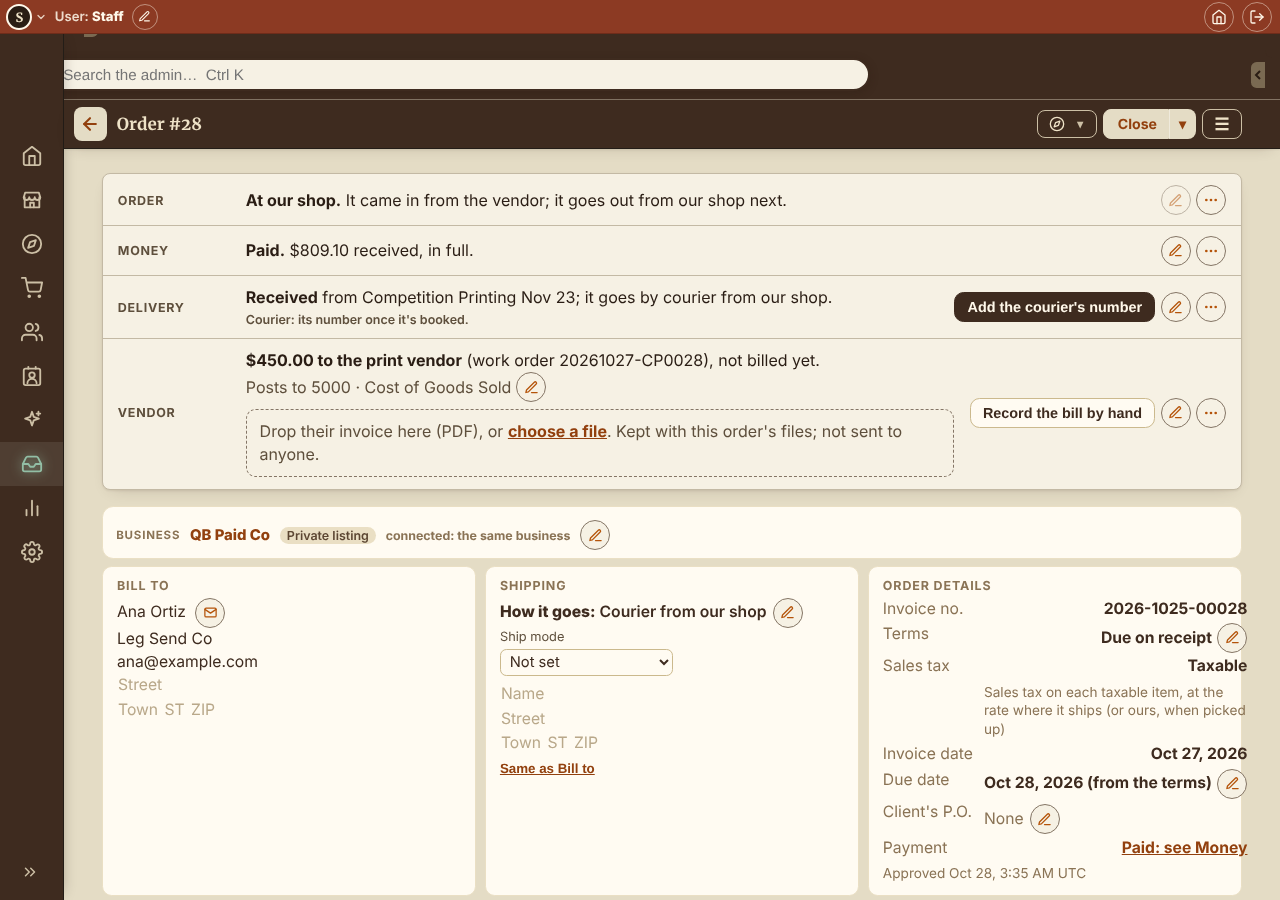 S User: Staff
Search the admin… Ctrl K
Order #28
Close
ORDER
At our shop. It came in from the vendor; it goes out from our shop next.
MONEY
Paid. $809.10 received, in full.
DELIVERY
Received from Competition Printing Nov 23; it goes by courier from our shop.
Courier: its number once it's booked.
Add the courier's number
VENDOR
$450.00 to the print vendor (work order 20261027-CP0028), not billed yet.
Posts to 5000 · Cost of Goods Sold
Drop their invoice here (PDF), or choose a file. Kept with this order's files; not sent to
anyone.
Record the bill by hand
BUSINESS QB Paid Co Private listing connected: the same business
BILL TO
Ana Ortiz
Leg Send Co
ana@example.com
Street
Town ST ZIP
SHIPPING
How it goes: Courier from our shop
Ship mode
Not set
Name
Street
Town ST ZIP
Same as Bill to
ORDER DETAILS
Invoice no. 2026-1025-00028
Terms Due on receipt
Sales tax Taxable
Sales tax on each taxable item, at the
rate where it ships (or ours, when picked
up)
Invoice date Oct 27, 2026
Due date Oct 28, 2026 (from the terms)
Client's P.O. None
Payment Paid: see Money
Approved Oct 28, 3:35 AM UTC